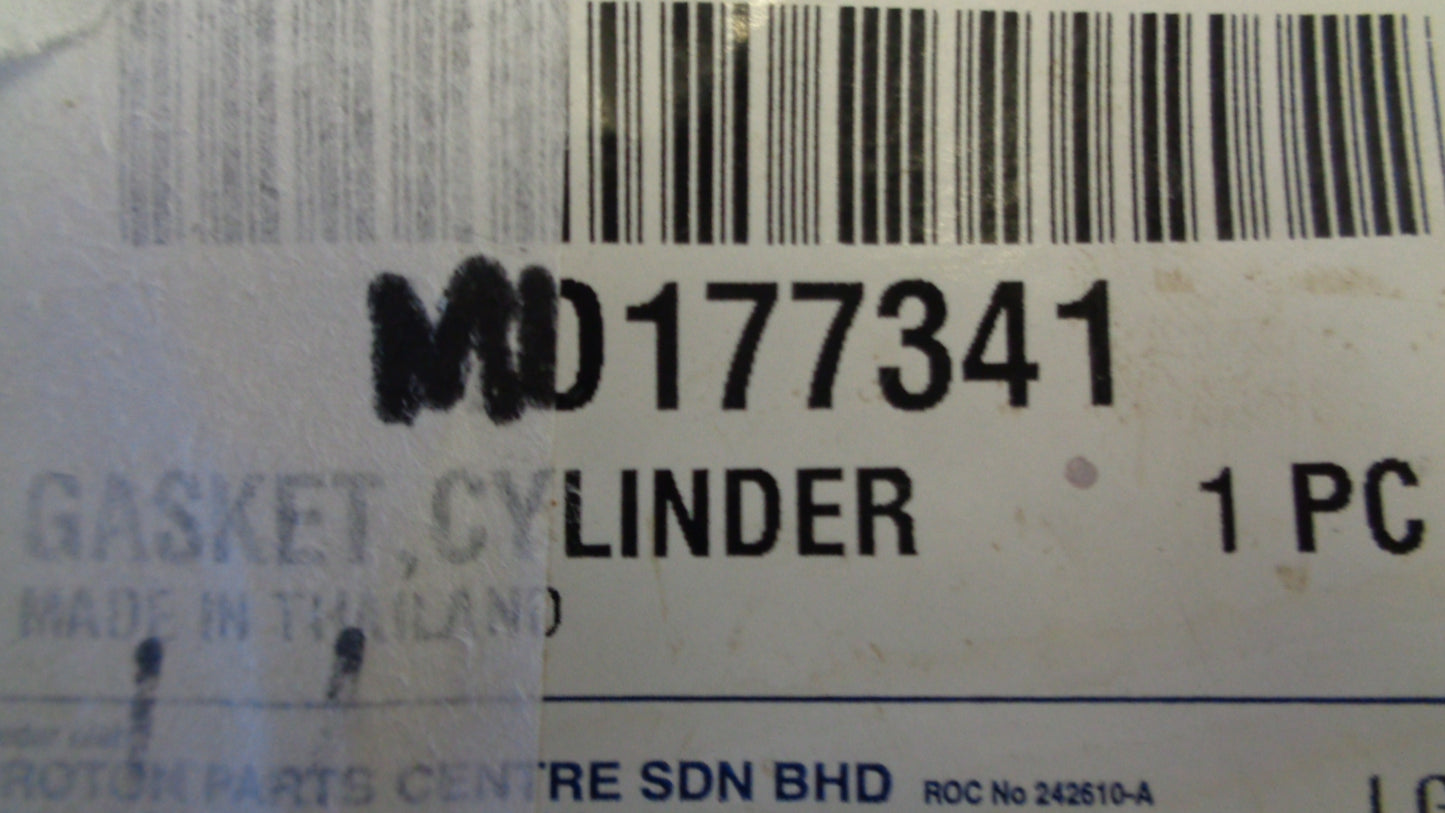 MD177341
GASKET,CYLINDER 1 PC
MADE IN THAILAND
PROTON PARTS CENTRE SDN BHD ROC No 242610-A